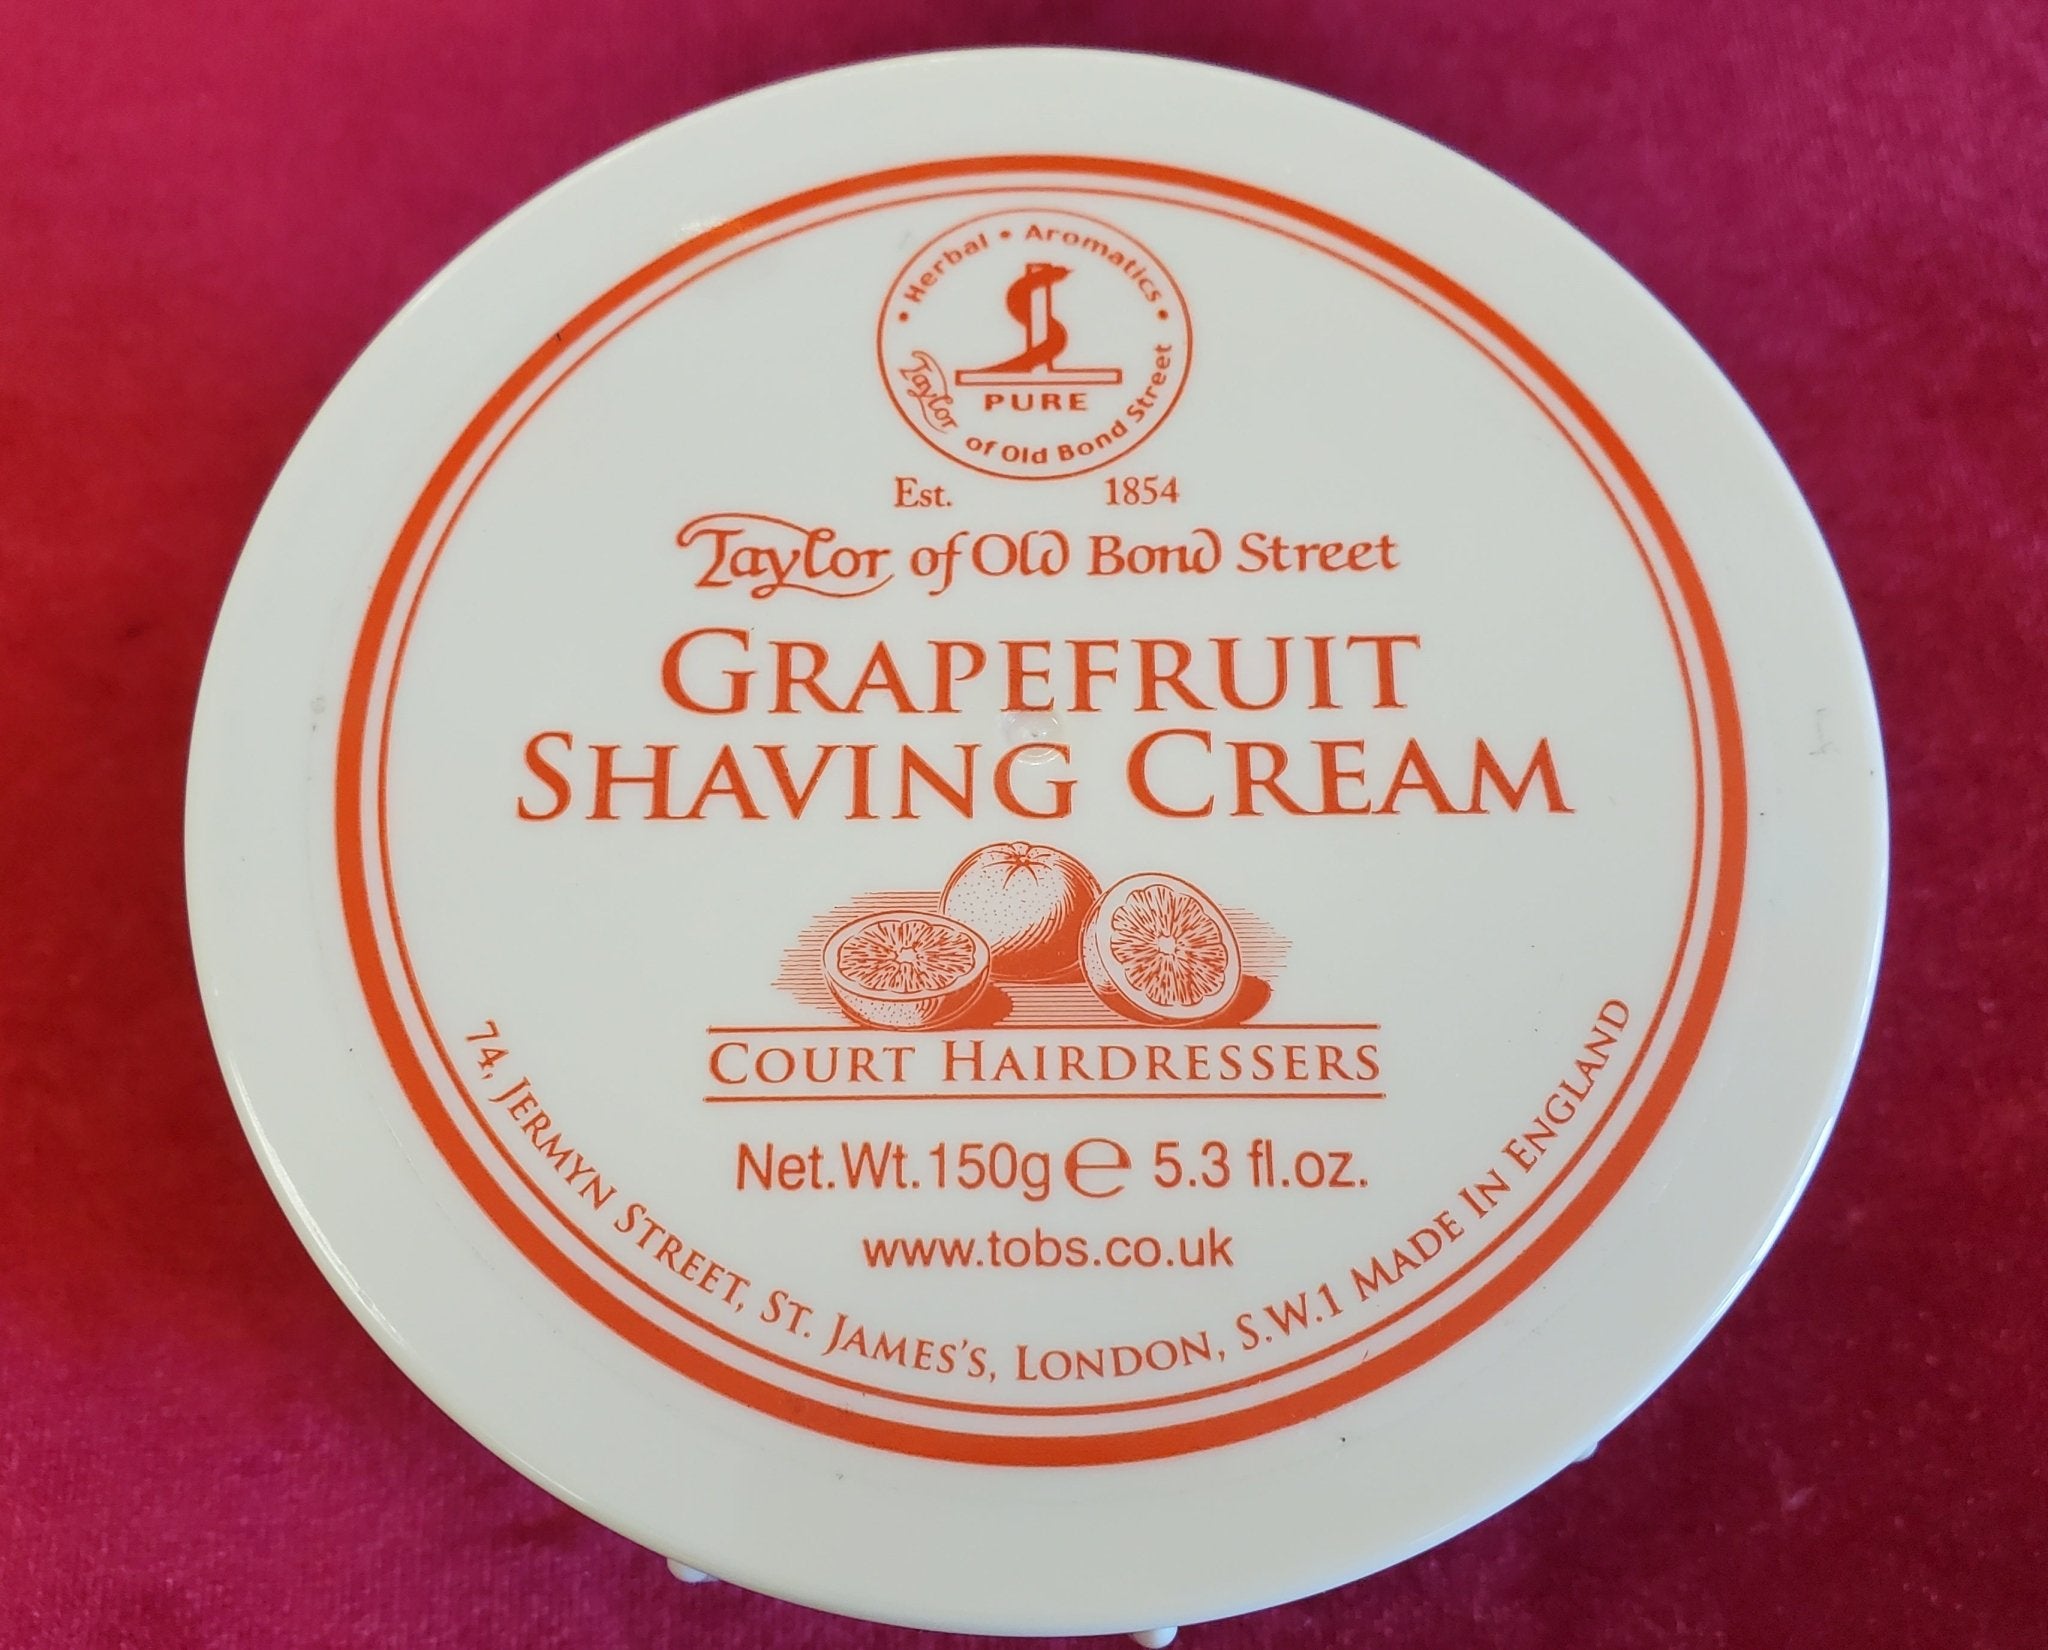 • Herbal • Aromatics •
PURE
Taylor of Old Bond Street
Est. 1854
Taylor of Old Bond Street
GRAPEFRUIT
SHAVING CREAM
COURT HAIRDRESSERS
Net.Wt.150g ℮ 5.3 fl.oz.
www.tobs.co.uk
74, JERMYN STREET, ST. JAMES'S, LONDON, S.W.1 MADE IN ENGLAND